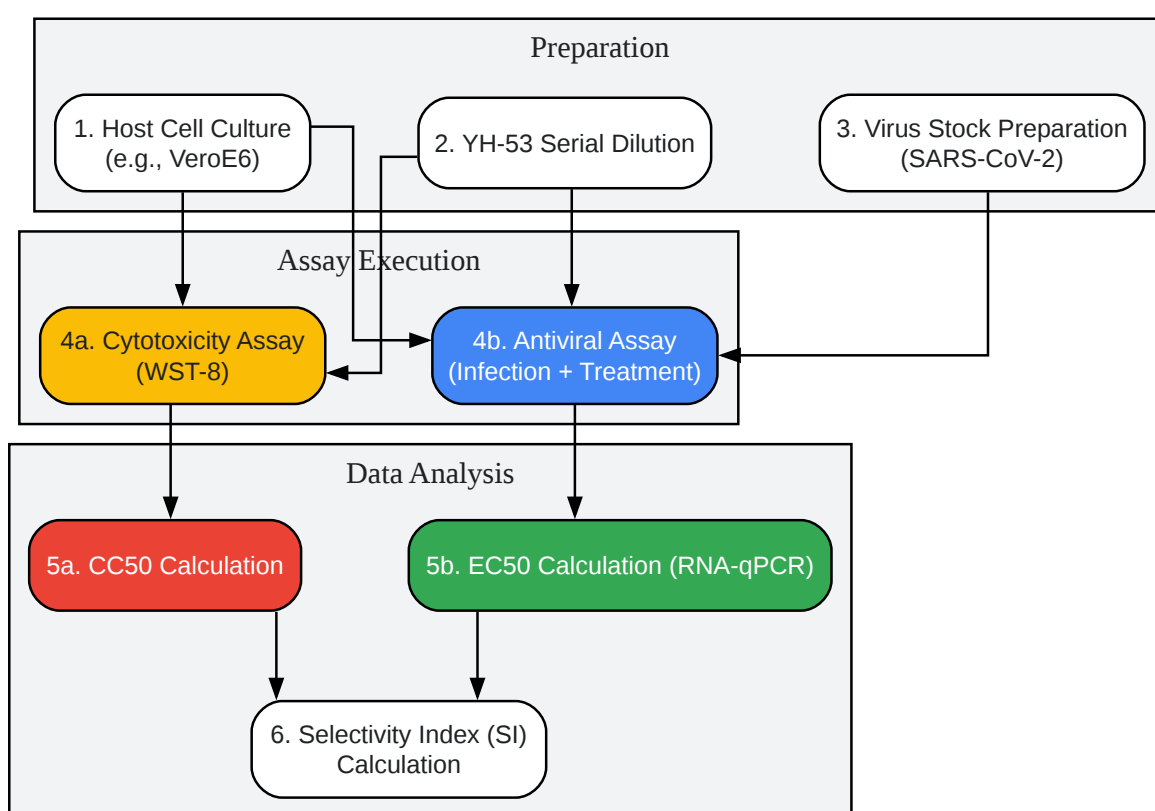 Preparation
1. Host Cell Culture
(e.g., VeroE6)
2. YH-53 Serial Dilution
3. Virus Stock Preparation
(SARS-CoV-2)
Assay Execution
4a. Cytotoxicity Assay
(WST-8)
4b. Antiviral Assay
(Infection + Treatment)
Data Analysis
5a. CC50 Calculation
5b. EC50 Calculation (RNA-qPCR)
6. Selectivity Index (SI)
Calculation